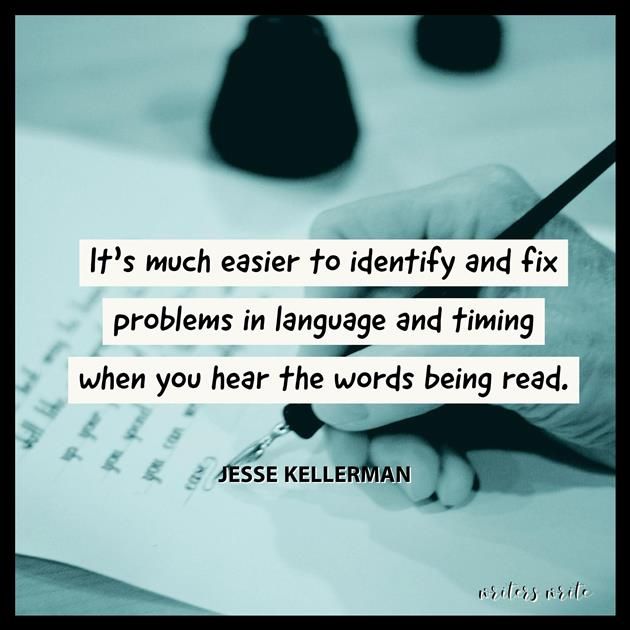 It's much easier to identify and fix
problems in language and timing
when you hear the words being read.
JESSE KELLERMAN
writers write